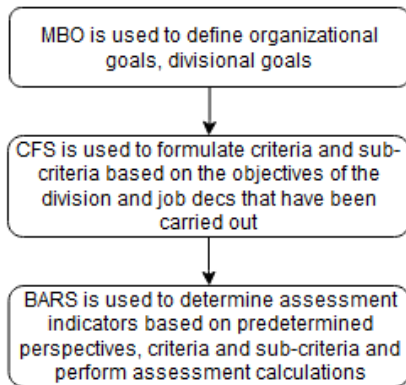 MBO is used to define organizational
goals, divisional goals
CFS is used to formulate criteria and sub-
criteria based on the objectives of the
division and job decs that have been
carried out
BARS is used to determine assessment
indicators based on predetermined
perspectives, criteria and sub-criteria and
perform assessment calculations